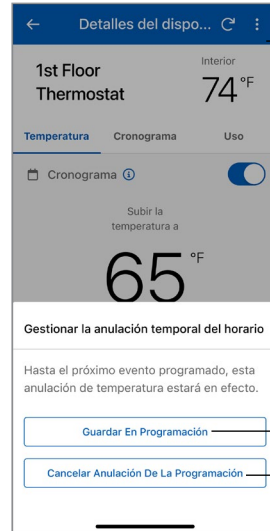 Detalles del dispo...
1st Floor
Thermostat
Interior
74 °F
Temperatura Cronograma Uso
Cronograma
Subir la
temperatura a
65 °F
Gestionar la anulación temporal del horario
Hasta el próximo evento programado, esta
anulación de temperatura estará en efecto.
Guardar En Programación
Cancelar Anulación De La Programación